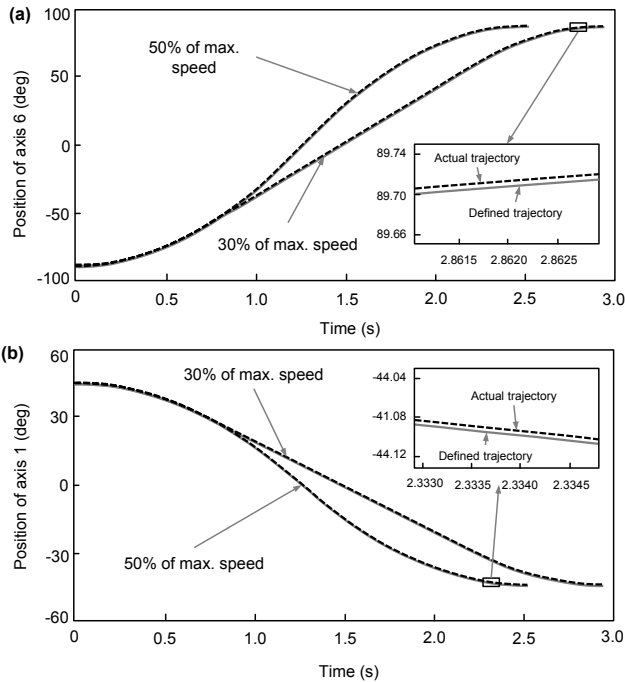 (a)
100
50
0
-50
-100
Position of axis 6 (deg)
50% of max.
speed
30% of max. speed
89.74
89.70
89.66
Actual trajectory
Defined trajectory
2.8615 2.8620 2.8625
0 0.5 1.0 1.5 2.0 2.5 3.0
Time (s)
(b)
60
30
0
-30
-60
Position of axis 1 (deg)
30% of max. speed
50% of max. speed
-44.04
-41.08
-44.12
Actual trajectory
Defined trajectory
2.3330 2.3335 2.3340 2.3345
0 0.5 1.0 1.5 2.0 2.5 3.0
Time (s)